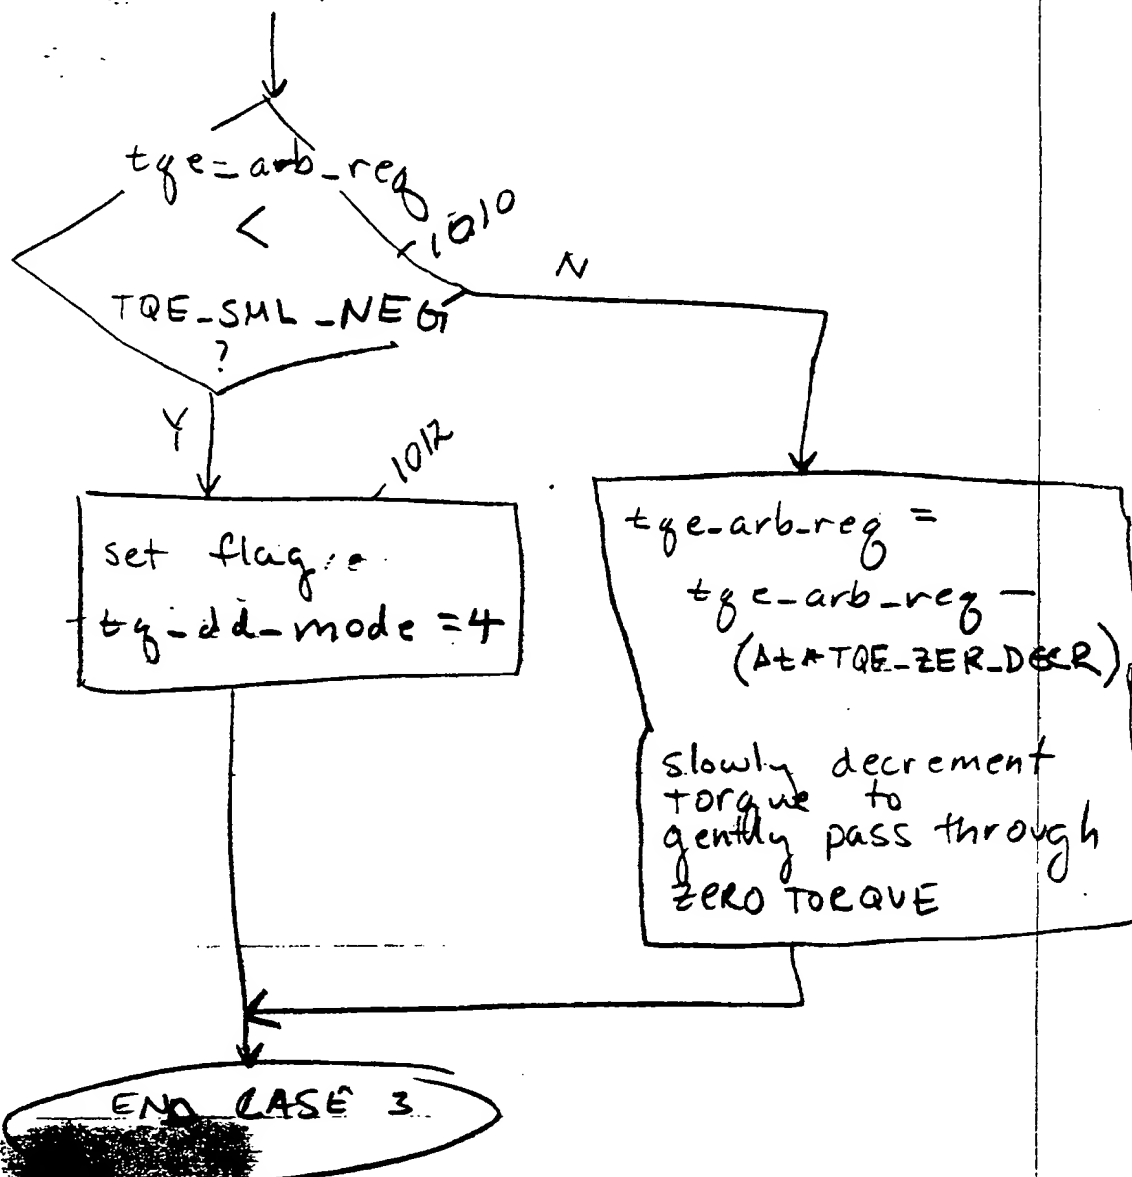 tqe_arb_req
<
1010
N
TQE_SML_NEG
?
Y
1012
set flag
tq_dd_mode = 4
tqe_arb_req =
tqe_arb_req -
(Δt*TQE_ZER_DECR)
slowly decrement
torque to
gently pass through
ZERO TORQUE
END CASE 3